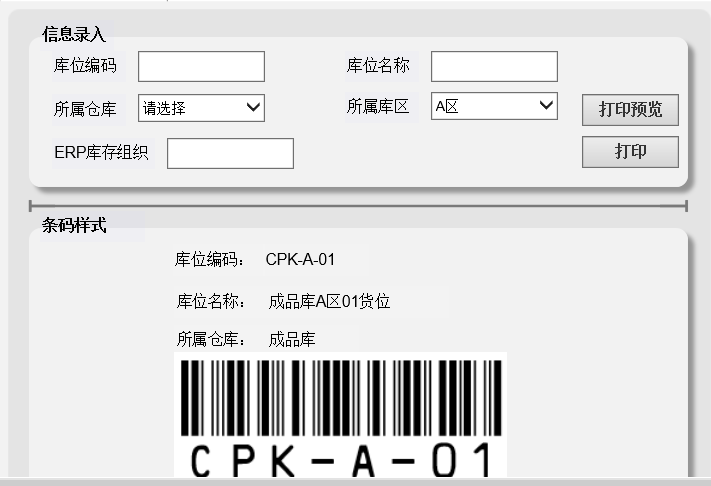 信息录入
库位编码 库位名称
所属仓库 请选择 所属库区 A区 打印预览
ERP库存组织 打印
条码样式
库位编码： CPK-A-01
库位名称： 成品库A区01货位
所属仓库： 成品库
CPK-A-01